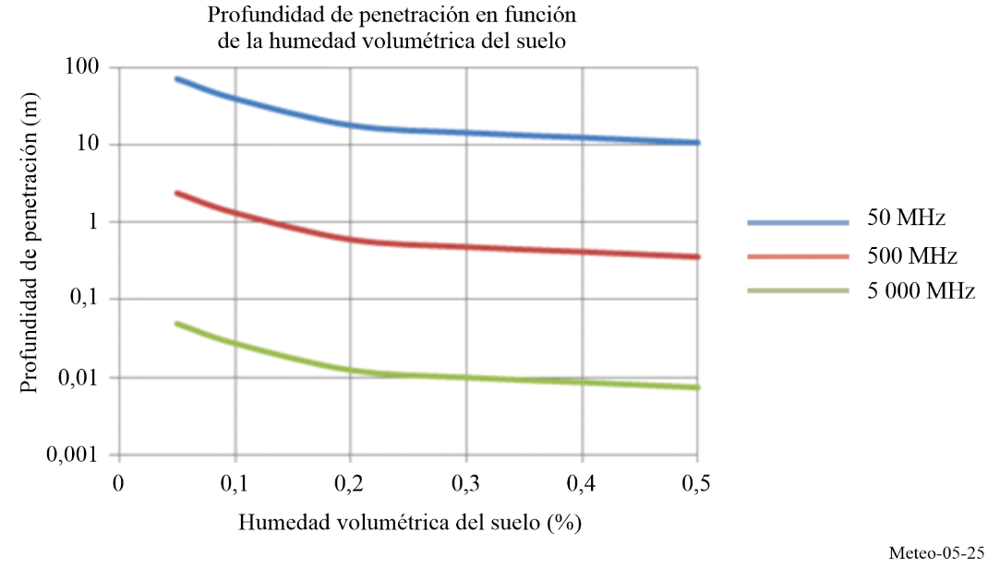 Profundidad de penetración en función
de la humedad volumétrica del suelo
Profundidad de penetración (m)
100
10
1
0,1
0,01
0,001
0
0,1
0,2
0,3
0,4
0,5
Humedad volumétrica del suelo (%)
50 MHz
500 MHz
5 000 MHz
Meteo-05-25